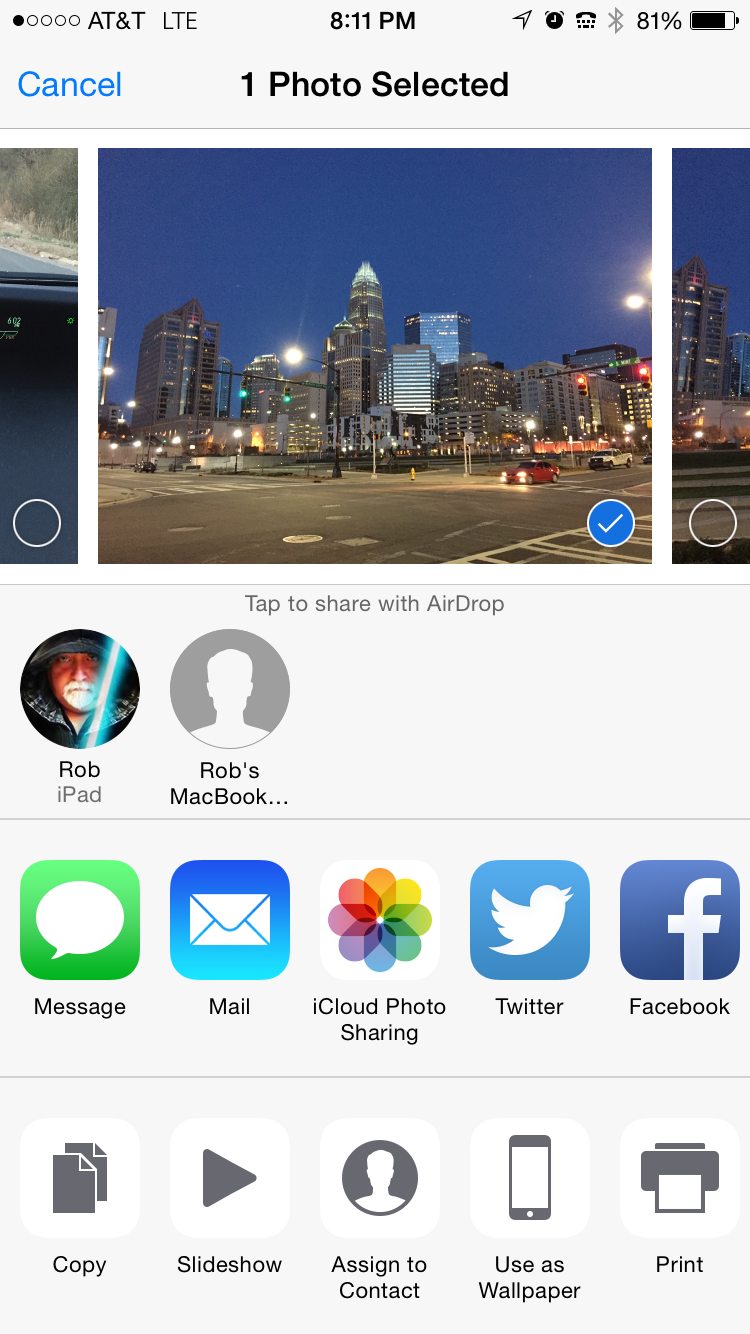 AT&T LTE 8:11 PM 81%
Cancel 1 Photo Selected
602
Tap to share with AirDrop
Rob
iPad
Rob's
MacBook...
Message Mail iCloud Photo Sharing Twitter Facebook
Copy Slideshow Assign to Contact Use as Wallpaper Print